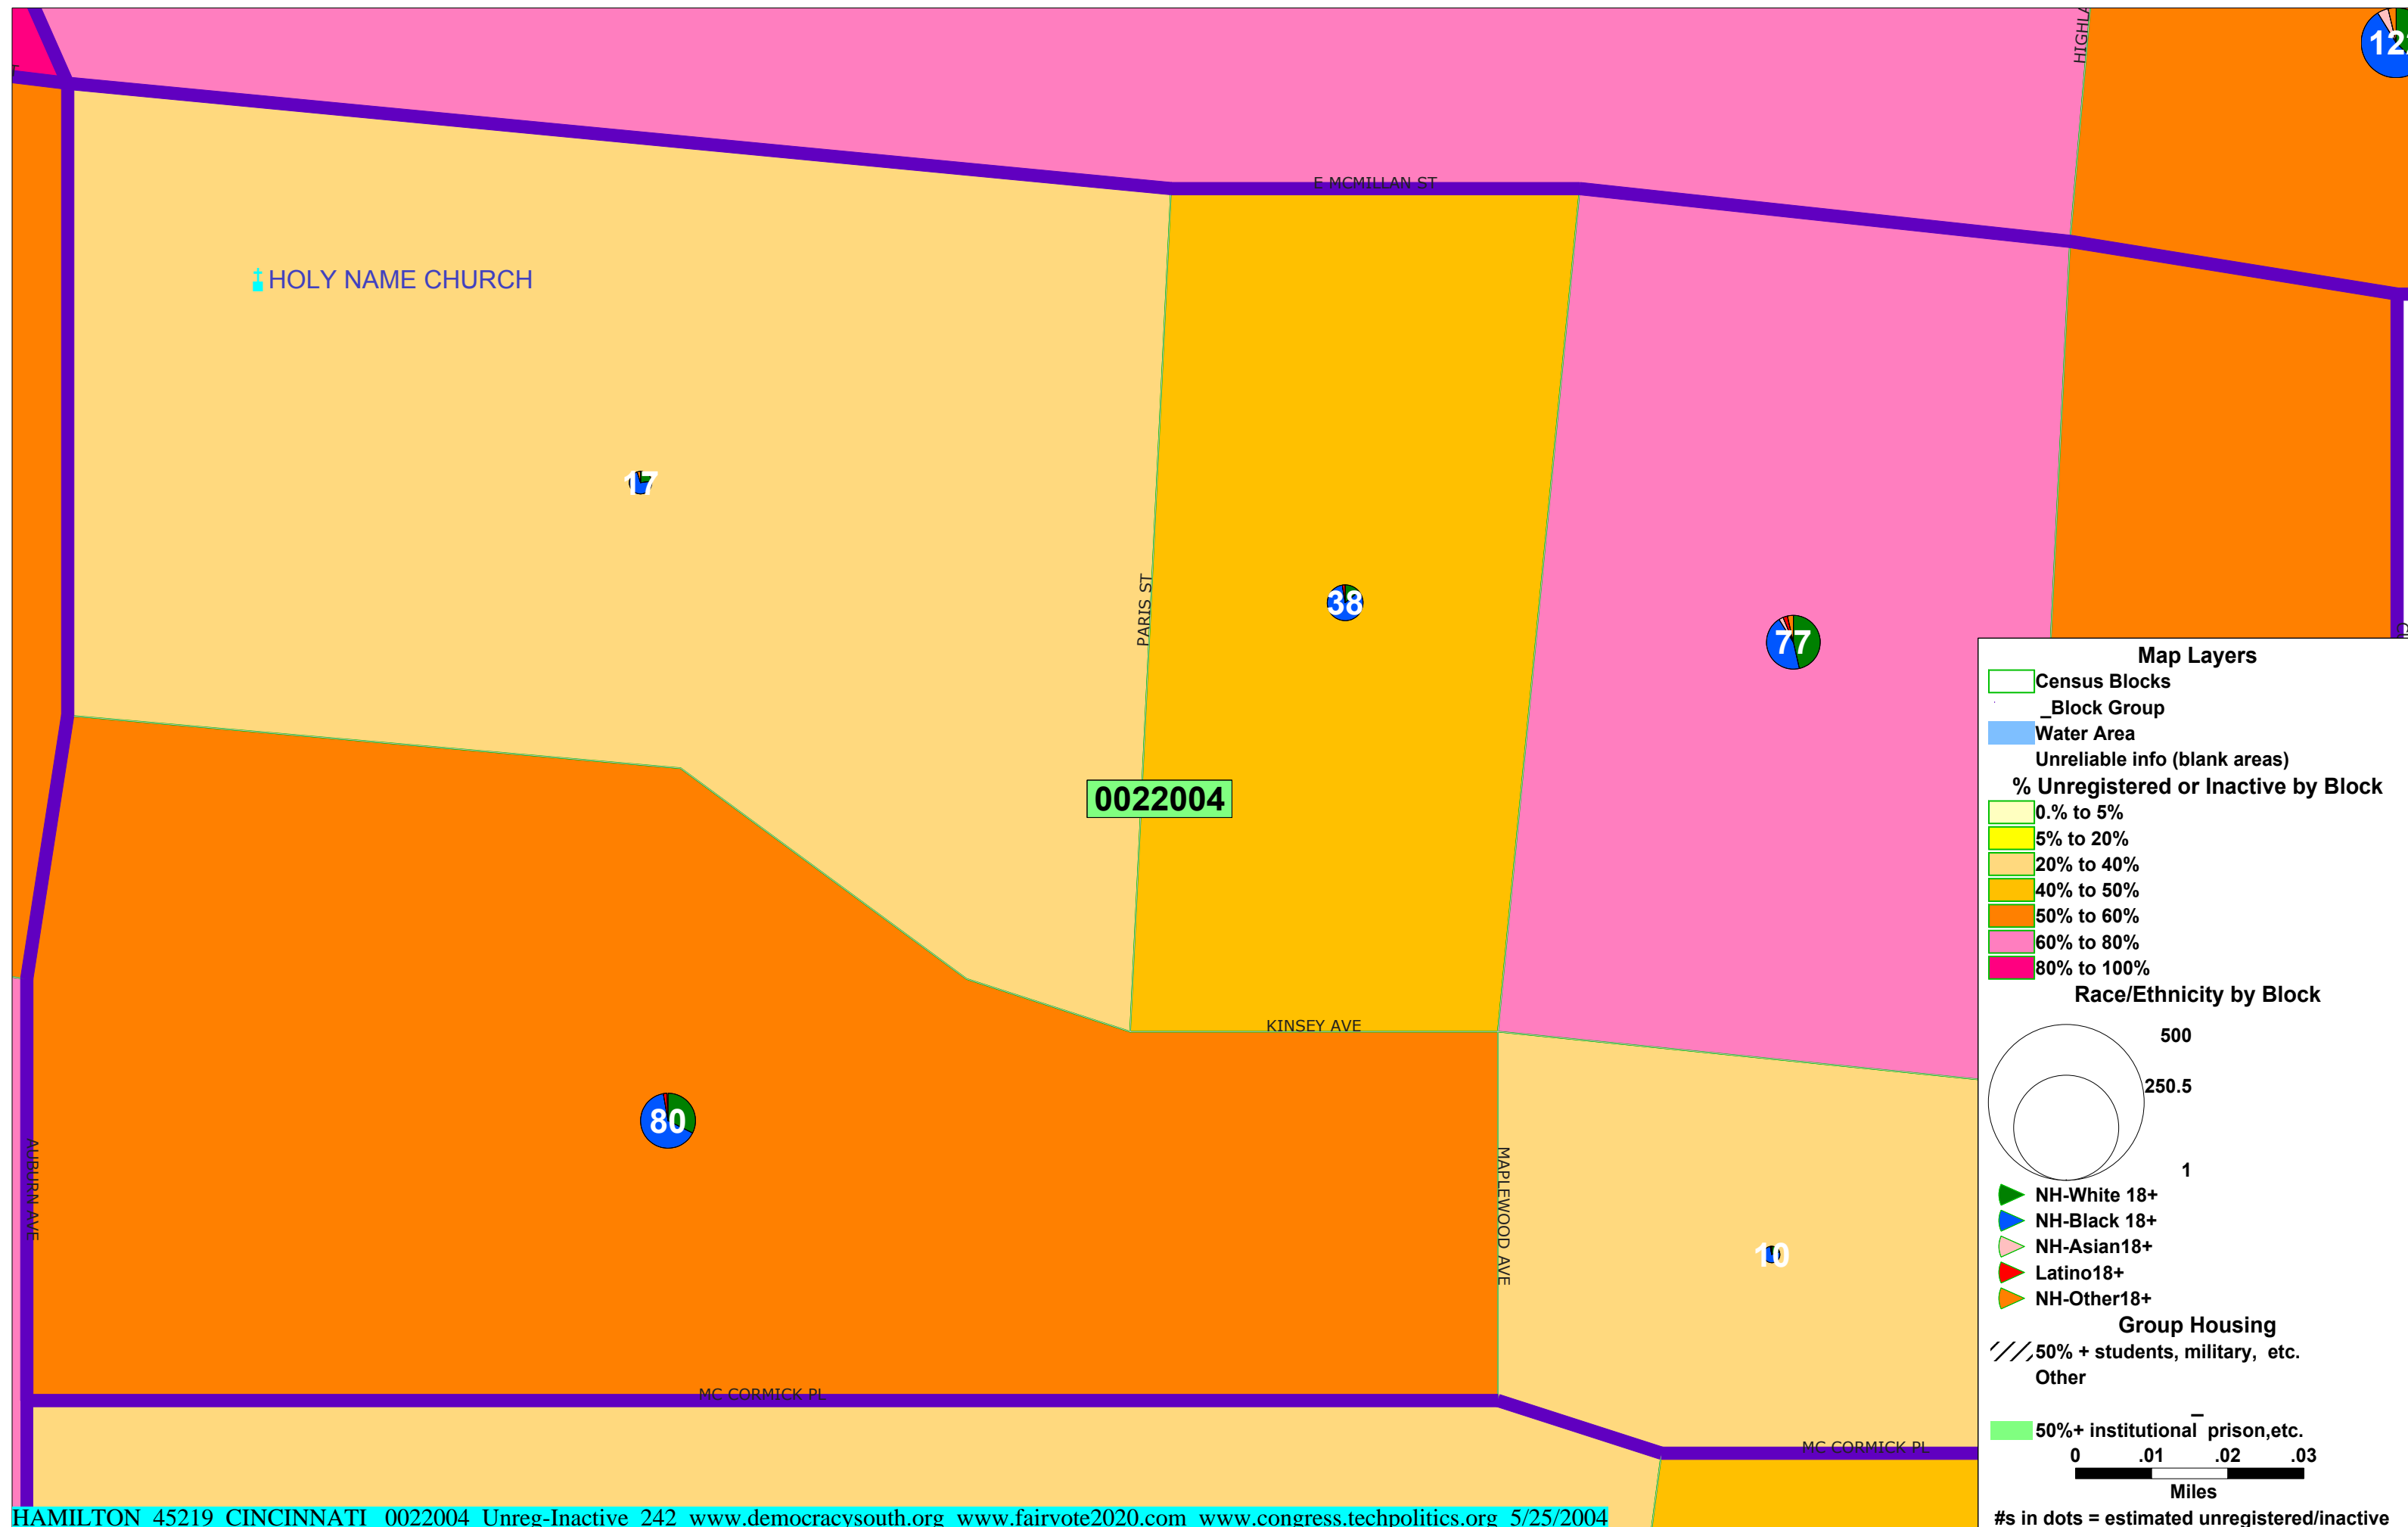 HIGHLA
12
E MCMILLAN ST
HOLY NAME CHURCH
17
PARIS ST
38
77
0022004
KINSEY AVE
80
AUBURN AVE
MAPLEWOOD AVE
10
MC CORMICK PL
MC CORMICK PL
Map Layers
Census Blocks
_Block Group
Water Area
Unreliable info (blank areas)
% Unregistered or Inactive by Block
0.% to 5%
5% to 20%
20% to 40%
40% to 50%
50% to 60%
60% to 80%
80% to 100%
Race/Ethnicity by Block
500
250.5
1
NH-White 18+
NH-Black 18+
NH-Asian18+
Latino18+
NH-Other18+
Group Housing
50% + students, military, etc.
Other
_
50%+ institutional prison,etc.
0 .01 .02 .03
Miles
#s in dots = estimated unregistered/inactive
HAMILTON 45219 CINCINNATI 0022004 Unreg-Inactive 242 www.democracysouth.org www.fairvote2020.com www.congress.techpolitics.org 5/25/2004